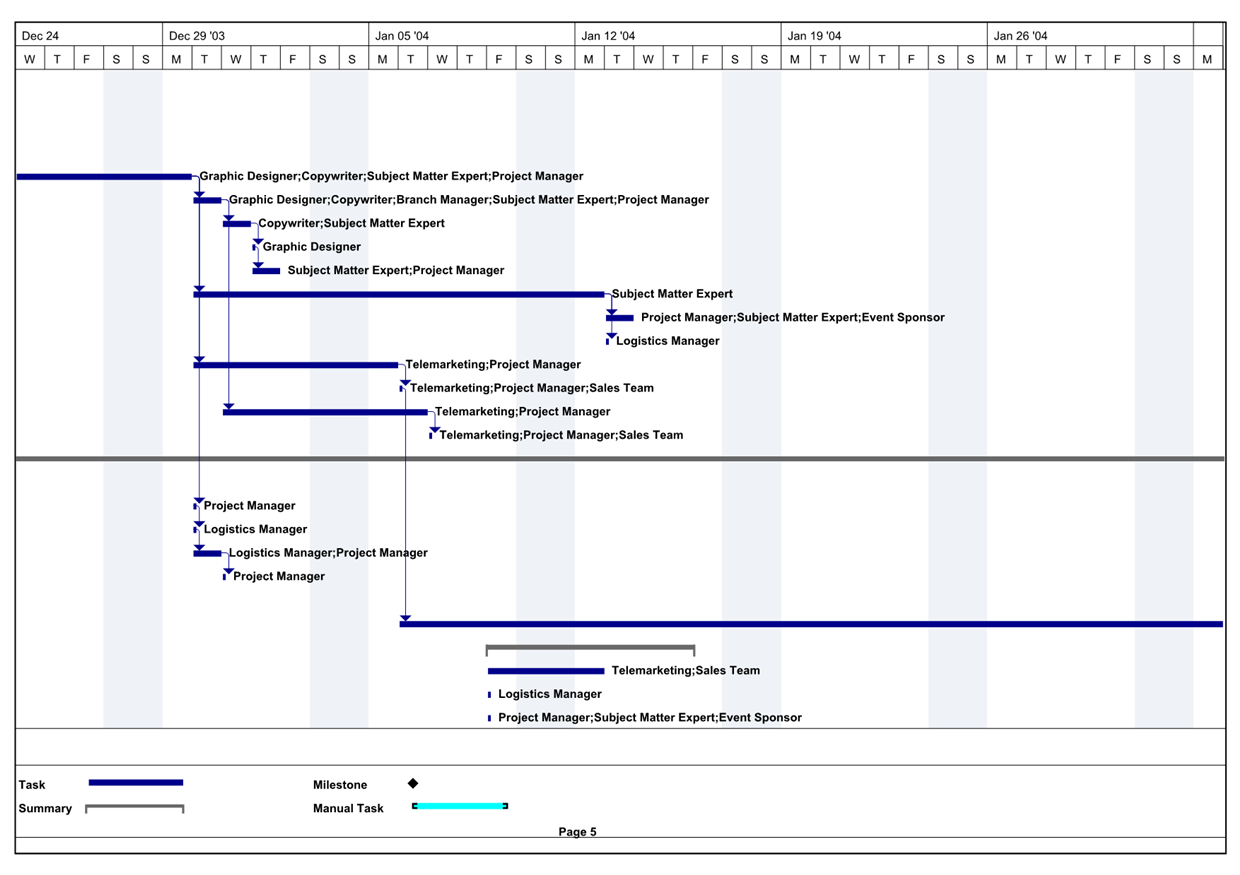 Dec 24 Dec 29 '03 Jan 05 '04 Jan 12 '04 Jan 19 '04 Jan 26 '04
W T F S S M T W T F S S M T W T F S S M T W T F S S M T W T F S S M T W T F S S M
Graphic Designer;Copywriter;Subject Matter Expert;Project Manager
Graphic Designer;Copywriter;Branch Manager;Subject Matter Expert;Project Manager
Copywriter;Subject Matter Expert
Graphic Designer
Subject Matter Expert;Project Manager
Subject Matter Expert
Project Manager;Subject Matter Expert;Event Sponsor
Logistics Manager
Telemarketing;Project Manager
Telemarketing;Project Manager;Sales Team
Telemarketing;Project Manager
Telemarketing;Project Manager;Sales Team
Project Manager
Logistics Manager
Logistics Manager;Project Manager
Project Manager
Telemarketing;Sales Team
Logistics Manager
Project Manager;Subject Matter Expert;Event Sponsor
Task Milestone
Summary Manual Task
Page 5